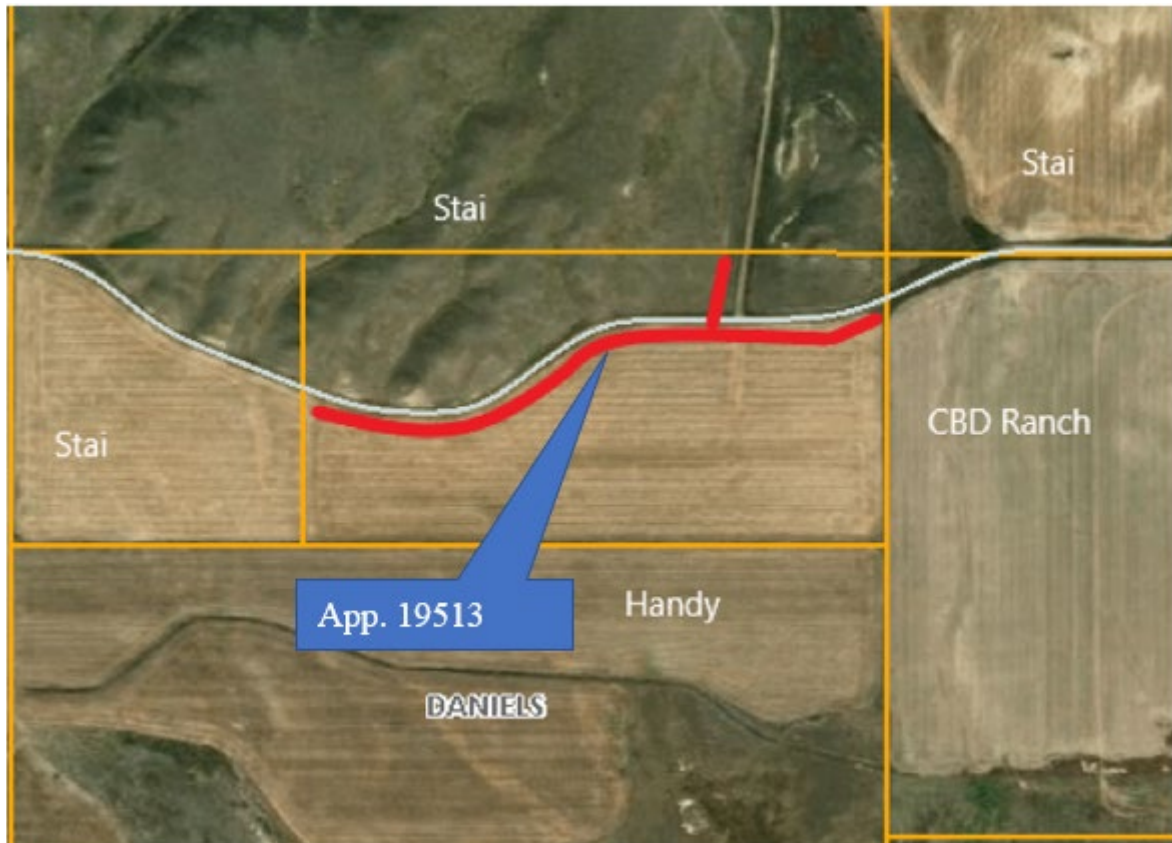 Stai
Stai
Stai
CBD Ranch
App. 19513
Handy
DANIELS